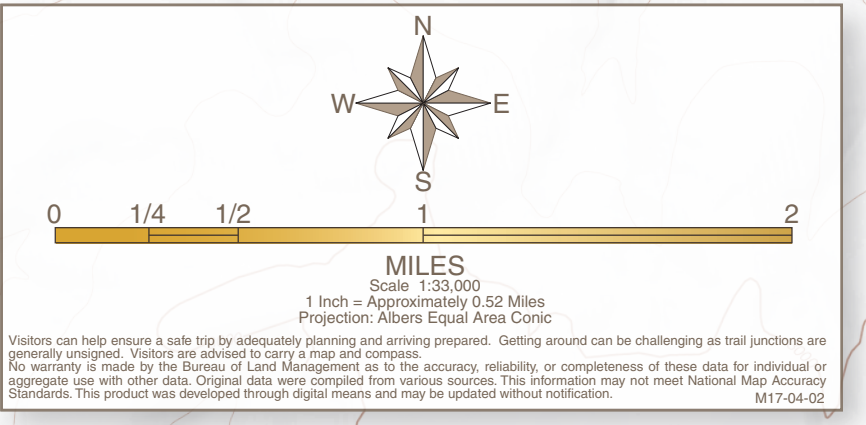 N
W E
S
0 1/4 1/2 1 2
MILES
Scale 1:33,000
1 Inch = Approximately 0.52 Miles
Projection: Albers Equal Area Conic
Visitors can help ensure a safe trip by adequately planning and arriving prepared. Getting around can be challenging as trail junctions are
generally unsigned. Visitors are advised to carry a map and compass.
No warranty is made by the Bureau of Land Management as to the accuracy, reliability, or completeness of these data for individual or
aggregate use with other data. Original data were compiled from various sources. This information may not meet National Map Accuracy
Standards. This product was developed through digital means and may be updated without notification.
M17-04-02